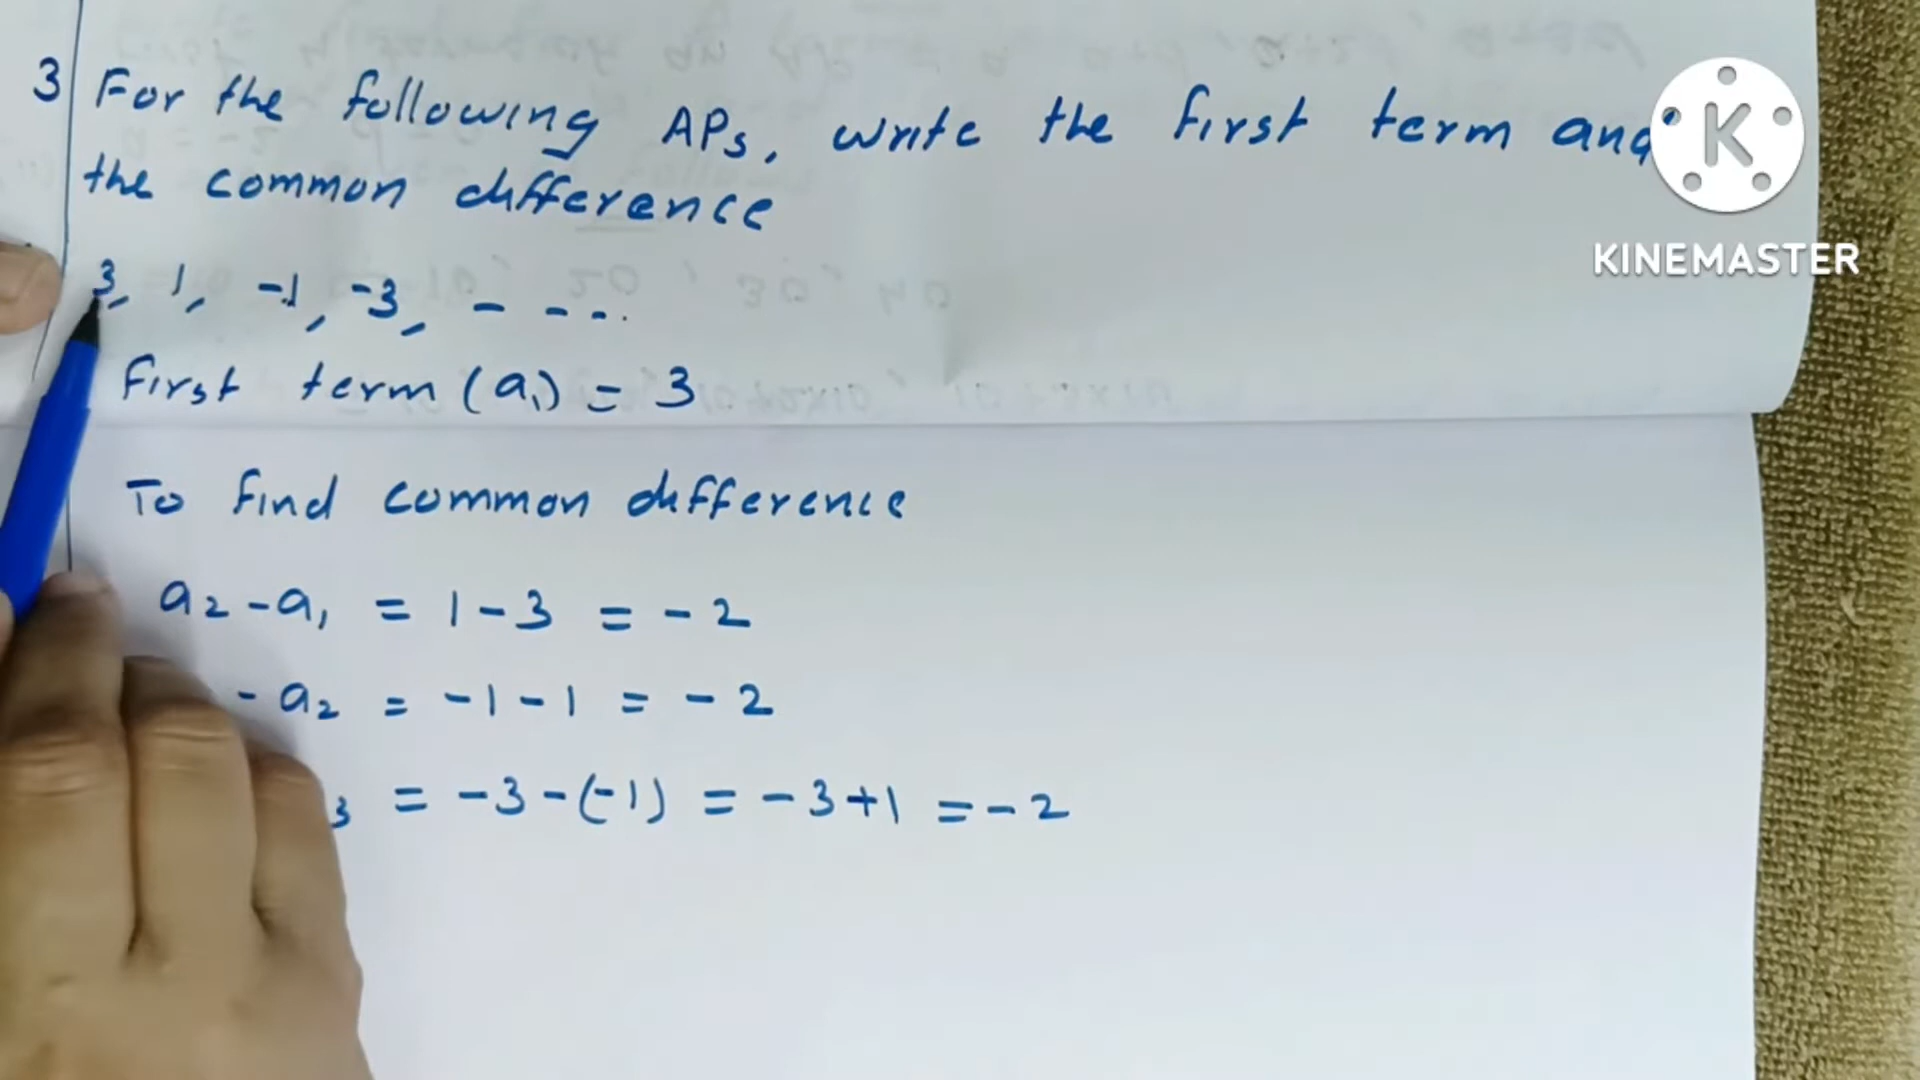 3 For the following APs, write the first term and
the common difference
3, 1, -1, -3, - - - .
First term (a₁) = 3
To find common difference
a₂ - a₁ = 1 - 3 = - 2
- a₂ = - 1 - 1 = - 2
₃ = -3 - (-1) = - 3 + 1 = - 2
K
KINEMASTER